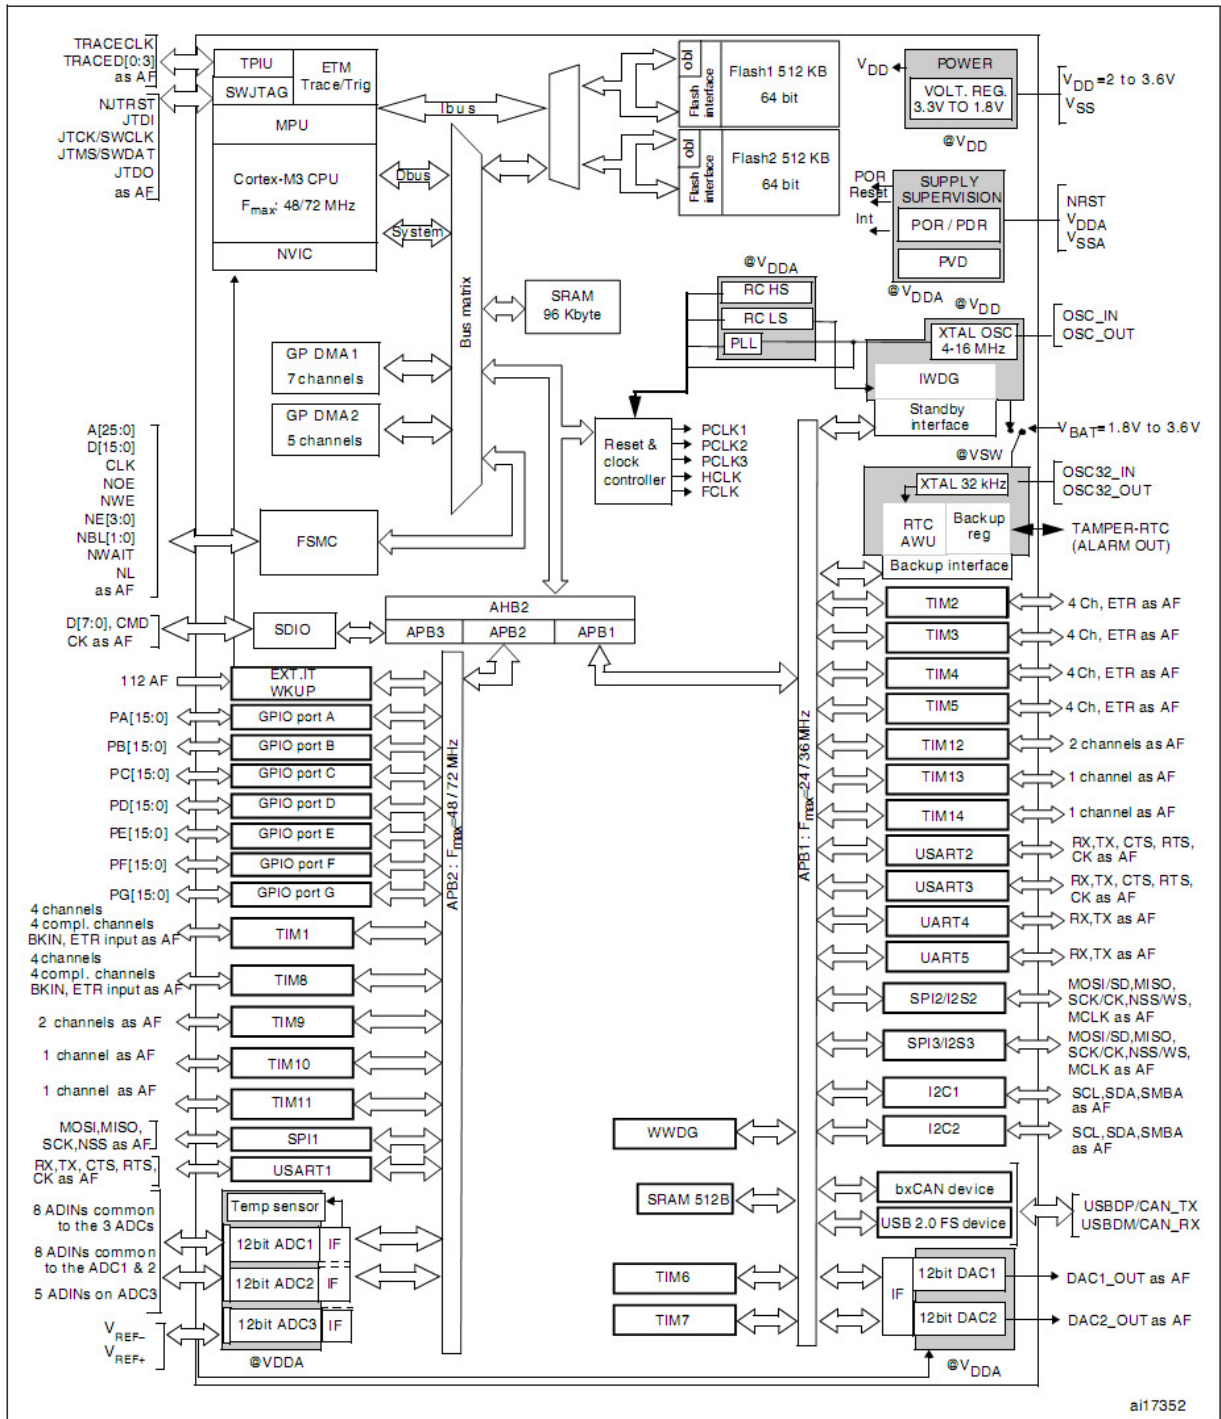 TRACECLK
TRACED[0:3]
as AF
NJTRST
JTDI
JTCK/SWCLK
JTMS/SWDAT
JTDO
as AF
TPIU
SWJTAG
ETM
Trace/Trig
MPU
Cortex-M3 CPU
Fmax: 48/72 MHz
NVIC
Ibus
Dbus
System
Bus matrix
obl
Flash interface
Flash1 512 KB
64 bit
obl
Flash interface
Flash2 512 KB
64 bit
VDD
POWER
VOLT. REG.
3.3V TO 1.8V
@VDD
VDD=2 to 3.6V
VSS
POR
Reset
Int
SUPPLY
SUPERVISION
POR / PDR
PVD
@VDDA
NRST
VDDA
VSSA
SRAM
96 Kbyte
GP DMA1
7 channels
GP DMA2
5 channels
@VDDA
RC HS
RC LS
PLL
@VDD
XTAL OSC
4-16 MHz
IWDG
Standby
interface
OSC_IN
OSC_OUT
VBAT=1.8V to 3.6V
@VSW
Reset &
clock
controller
PCLK1
PCLK2
PCLK3
HCLK
FCLK
XTAL 32 kHz
RTC
AWU
Backup
reg
Backup interface
OSC32_IN
OSC32_OUT
TAMPER-RTC
(ALARM OUT)
A[25:0]
D[15:0]
CLK
NOE
NWE
NE[3:0]
NBL[1:0]
NWAIT
NL
as AF
FSMC
D[7:0], CMD
CK as AF
SDIO
AHB2
APB3
APB2
APB1
112 AF
EXT.IT
WKUP
PA[15:0]
GPIO port A
PB[15:0]
GPIO port B
PC[15:0]
GPIO port C
PD[15:0]
GPIO port D
PE[15:0]
GPIO port E
PF[15:0]
GPIO port F
PG[15:0]
GPIO port G
4 channels
4 compl. channels
BKIN, ETR input as AF
TIM1
4 channels
4 compl. channels
BKIN, ETR input as AF
TIM8
2 channels as AF
TIM9
1 channel as AF
TIM10
1 channel as AF
TIM11
MOSI,MISO,
SCK,NSS as AF
SPI1
RX,TX, CTS, RTS,
CK as AF
USART1
Temp sensor
8 ADINs common
to the 3 ADCs
8 ADINs common
to the ADC1 & 2
5 ADINs on ADC3
12bit ADC1
IF
12bit ADC2
IF
12bit ADC3
IF
VREF–
VREF+
@VDDA
APB2 : Fmax=48 / 72 MHz
APB1 : Fmax=24 / 36 MHz
WWDG
SRAM 512B
TIM6
TIM7
TIM2
4 Ch, ETR as AF
TIM3
4 Ch, ETR as AF
TIM4
4 Ch, ETR as AF
TIM5
4 Ch, ETR as AF
TIM12
2 channels as AF
TIM13
1 channel as AF
TIM14
1 channel as AF
USART2
RX,TX, CTS, RTS,
CK as AF
USART3
RX,TX, CTS, RTS,
CK as AF
UART4
RX,TX as AF
UART5
RX,TX as AF
SPI2/I2S2
MOSI/SD,MISO,
SCK/CK,NSS/WS,
MCLK as AF
SPI3/I2S3
MOSI/SD,MISO,
SCK/CK,NSS/WS,
MCLK as AF
I2C1
SCL,SDA,SMBA
as AF
I2C2
SCL,SDA,SMBA
as AF
bxCAN device
USB 2.0 FS device
USBDP/CAN_TX
USBDM/CAN_RX
IF
12bit DAC1
DAC1_OUT as AF
12bit DAC2
DAC2_OUT as AF
@VDDA
ai17352